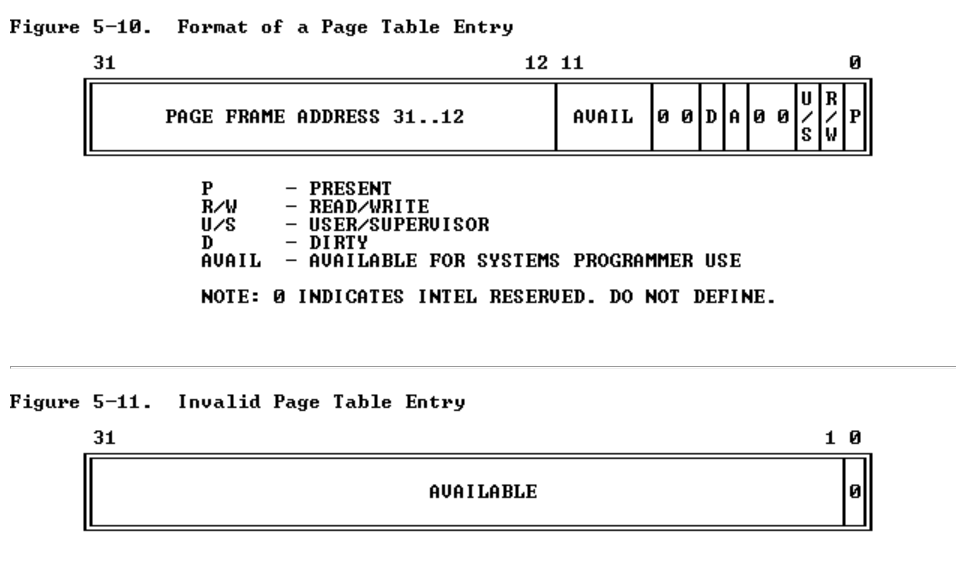 Figure 5-10. Format of a Page Table Entry
31 12 11 0
PAGE FRAME ADDRESS 31..12 AVAIL 0 0 D A 0 0 U/S R/W P
P - PRESENT
R/W - READ/WRITE
U/S - USER/SUPERVISOR
D - DIRTY
AVAIL - AVAILABLE FOR SYSTEMS PROGRAMMER USE
NOTE: 0 INDICATES INTEL RESERVED. DO NOT DEFINE.
Figure 5-11. Invalid Page Table Entry
31 1 0
AVAILABLE 0